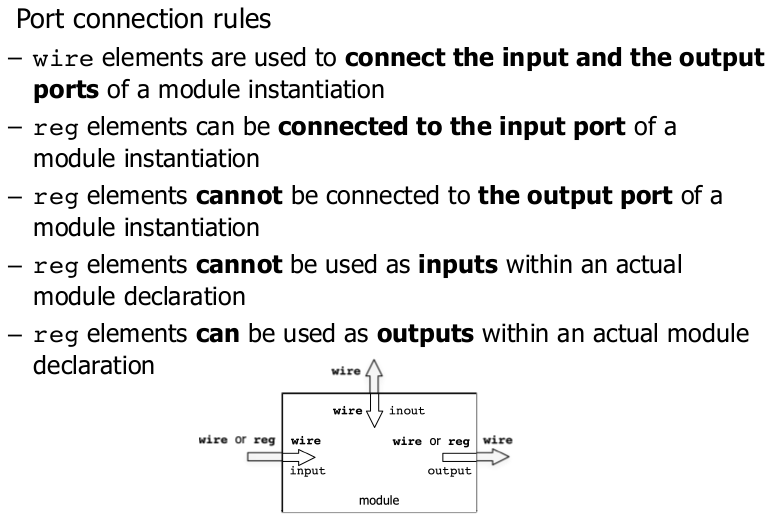 Port connection rules
– wire elements are used to connect the input and the output
ports of a module instantiation
– reg elements can be connected to the input port of a
module instantiation
– reg elements cannot be connected to the output port of a
module instantiation
– reg elements cannot be used as inputs within an actual
module declaration
– reg elements can be used as outputs within an actual module
declaration
wire
wire inout
wire or reg wire wire or reg wire
input output
module